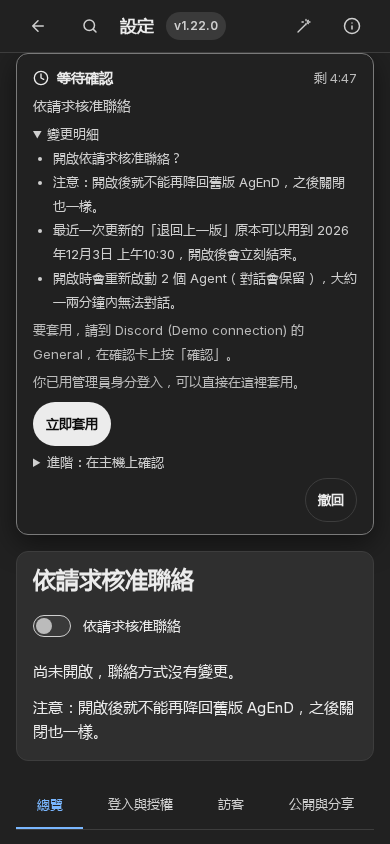 設定 v1.22.0
等待確認 剩 4:47
依請求核准聯絡
▼ 變更明細
• 開啟依請求核准聯絡？
• 注意：開啟後就不能再降回舊版 AgEnD，之後關閉
也一樣。
• 最近一次更新的「退回上一版」原本可以用到 2026
年12月3日 上午10:30，開啟後會立刻結束。
• 開啟時會重新啟動 2 個 Agent（對話會保留），大約
一兩分鐘內無法對話。
要套用，請到 Discord (Demo connection) 的
General，在確認卡上按「確認」。
你已用管理員身分登入，可以直接在這裡套用。
立即套用
▶ 進階：在主機上確認
撤回
依請求核准聯絡
依請求核准聯絡
尚未開啟，聯絡方式沒有變更。
注意：開啟後就不能再降回舊版 AgEnD，之後關
閉也一樣。
總覽 登入與授權 訪客 公開與分享